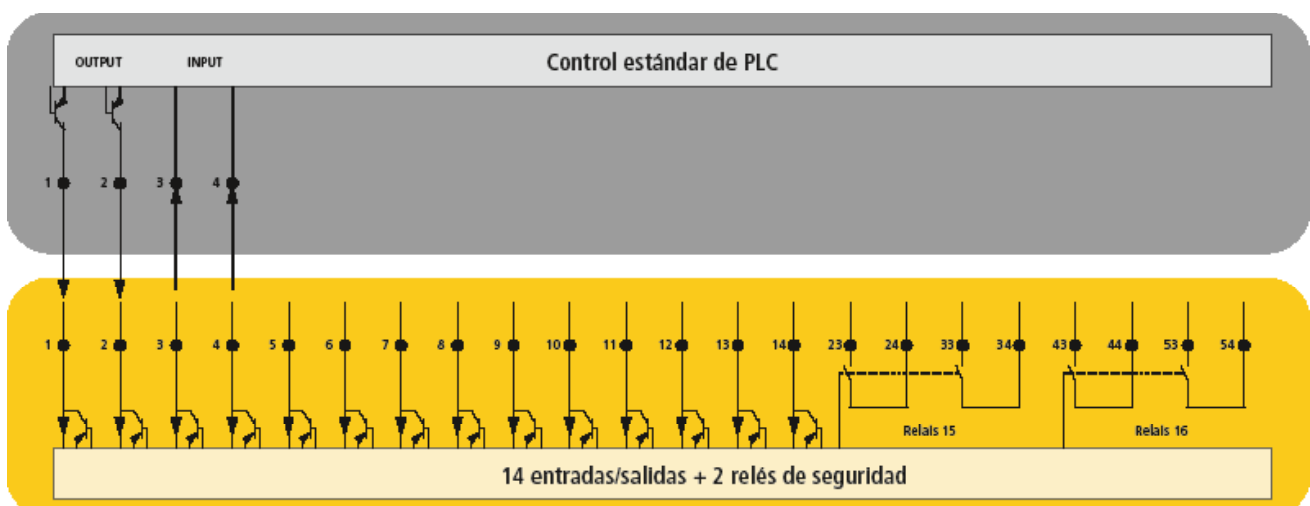 OUTPUT INPUT Control estándar de PLC
1 2 3 4
1 2 3 4 5 6 7 8 9 10 11 12 13 14 23 24 33 34 43 44 53 54
Relais 15 Relais 16
14 entradas/salidas + 2 relés de seguridad